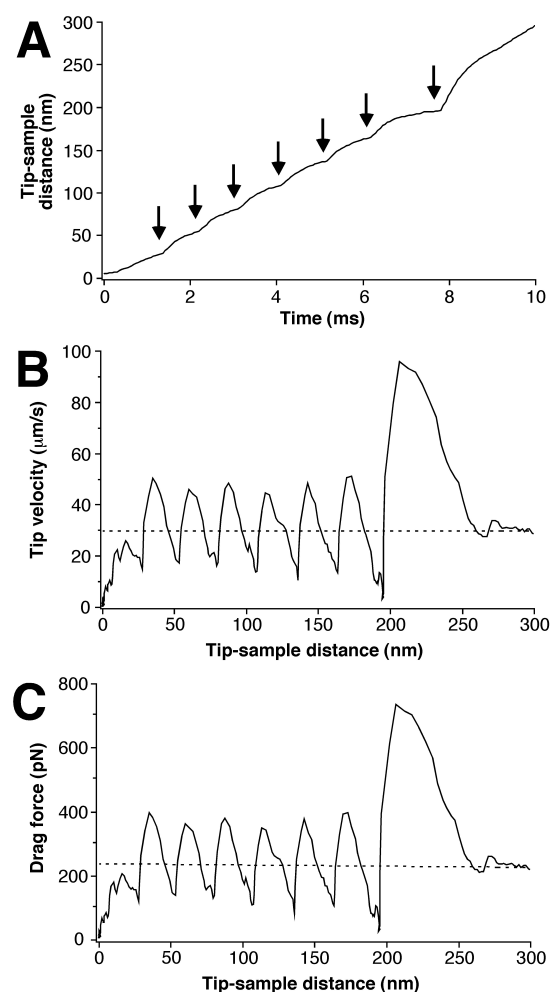 A
300
250
200
150
100
50
0
Tip-sample
distance (nm)
0 2 4 6 8 10
Time (ms)
B
100
80
60
40
20
0
Tip velocity (μm/s)
0 50 100 150 200 250 300
Tip-sample distance (nm)
C
800
600
400
200
0
Drag force (pN)
0 50 100 150 200 250 300
Tip-sample distance (nm)